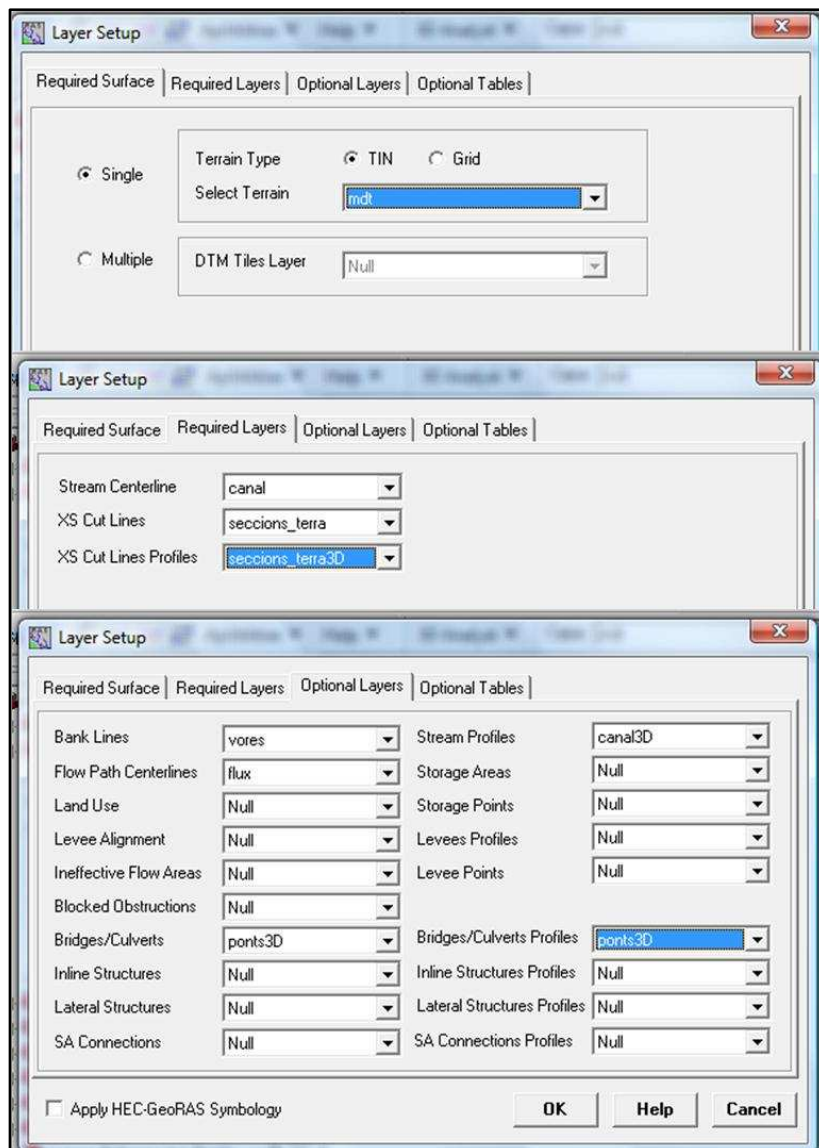 Layer Setup
Required Surface Required Layers Optional Layers Optional Tables
Single
Terrain Type TIN Grid
Select Terrain mdt
Multiple DTM Tiles Layer Null
Layer Setup
Required Surface Required Layers Optional Layers Optional Tables
Stream Centerline canal
XS Cut Lines seccions_terra
XS Cut Lines Profiles seccions_terra3D
Layer Setup
Required Surface Required Layers Optional Layers Optional Tables
Bank Lines vores Stream Profiles canal3D
Flow Path Centerlines flux Storage Areas Null
Land Use Null Storage Points Null
Levee Alignment Null Levees Profiles Null
Ineffective Flow Areas Null Levee Points Null
Blocked Obstructions Null
Bridges/Culverts ponts3D Bridges/Culverts Profiles ponts3D
Inline Structures Null Inline Structures Profiles Null
Lateral Structures Null Lateral Structures Profiles Null
SA Connections Null SA Connections Profiles Null
Apply HEC-GeoRAS Symbology OK Help Cancel